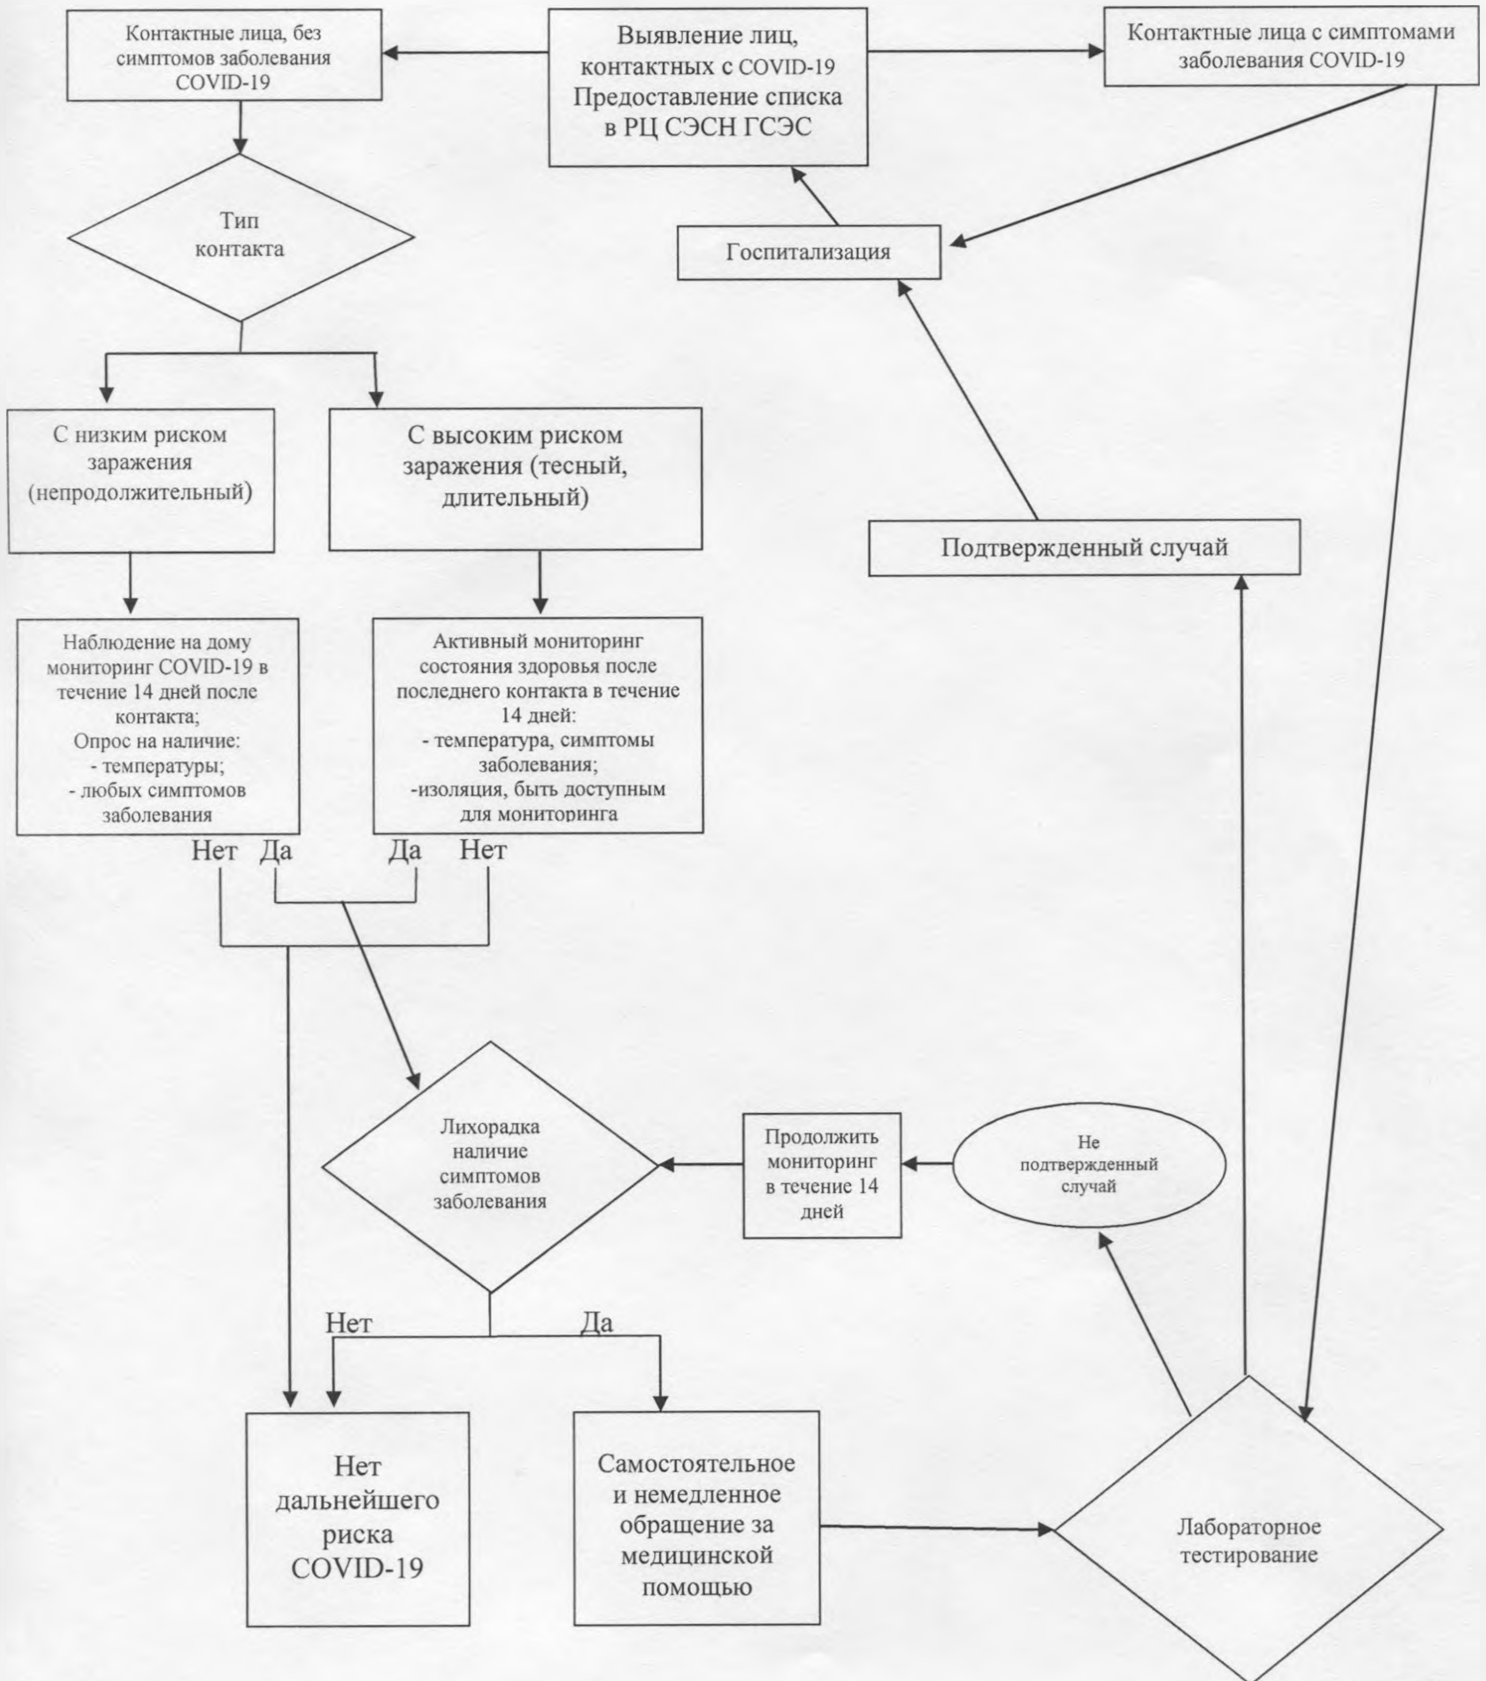 Контактные лица, без
симптомов заболевания
COVID-19
Выявление лиц,
контактных с COVID-19
Предоставление списка
в РЦ СЭСН ГСЭС
Контактные лица с симптомами
заболевания COVID-19
Тип
контакта
Госпитализация
С низким риском
заражения
(непродолжительный)
С высоким риском
заражения (тесный,
длительный)
Подтвержденный случай
Наблюдение на дому
мониторинг COVID-19 в
течение 14 дней после
контакта;
Опрос на наличие:
- температуры;
- любых симптомов
заболевания
Активный мониторинг
состояния здоровья после
последнего контакта в течение
14 дней:
- температура, симптомы
заболевания;
-изоляция, быть доступным
для мониторинга
Нет Да
Да Нет
Лихорадка
наличие
симптомов
заболевания
Продолжить
мониторинг
в течение 14
дней
Не
подтвержденный
случай
Нет
Да
Нет
дальнейшего
риска
COVID-19
Самостоятельное
и немедленное
обращение за
медицинской
помощью
Лабораторное
тестирование